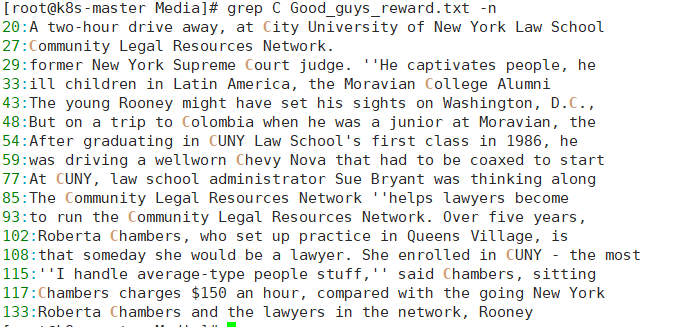 [root@k8s-master Media]# grep C Good_guys_reward.txt -n
20:A two-hour drive away, at City University of New York Law School
27:Community Legal Resources Network.
29:former New York Supreme Court judge. ''He captivates people, he
33:ill children in Latin America, the Moravian College Alumni
43:The young Rooney might have set his sights on Washington, D.C.,
48:But on a trip to Colombia when he was a junior at Moravian, the
54:After graduating in CUNY Law School's first class in 1986, he
59:was driving a wellworn Chevy Nova that had to be coaxed to start
77:At CUNY, law school administrator Sue Bryant was thinking along
85:The Community Legal Resources Network ''helps lawyers become
93:to run the Community Legal Resources Network. Over five years,
102:Roberta Chambers, who set up practice in Queens Village, is
108:that someday she would be a lawyer. She enrolled in CUNY - the most
115:''I handle average-type people stuff,'' said Chambers, sitting
117:Chambers charges $150 an hour, compared with the going New York
133:Roberta Chambers and the lawyers in the network, Rooney
[root@k8s-master Media]#